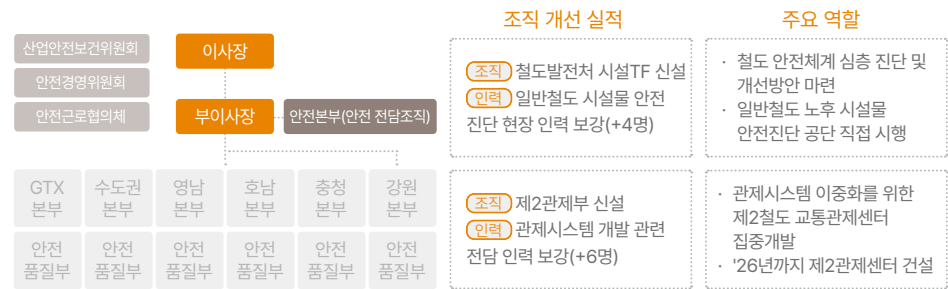 산업안전보건위원회
안전경영위원회
안전근로협의체
이사장
부이사장
안전본부(안전 전담조직)
GTX
본부
수도권
본부
영남
본부
호남
본부
충청
본부
강원
본부
안전
품질부
안전
품질부
안전
품질부
안전
품질부
안전
품질부
안전
품질부
조직 개선 실적
조직 철도발전처 시설TF 신설
인력 일반철도 시설물 안전
진단 현장 인력 보강(+4명)
조직 제2관제부 신설
인력 관제시스템 개발 관련
전담 인력 보강(+6명)
주요 역할
· 철도 안전체계 심층 진단 및
개선방안 마련
· 일반철도 노후 시설물
안전진단 공단 직접 시행
· 관제시스템 이중화를 위한
제2철도 교통관제센터
집중개발
· '26년까지 제2관제센터 건설